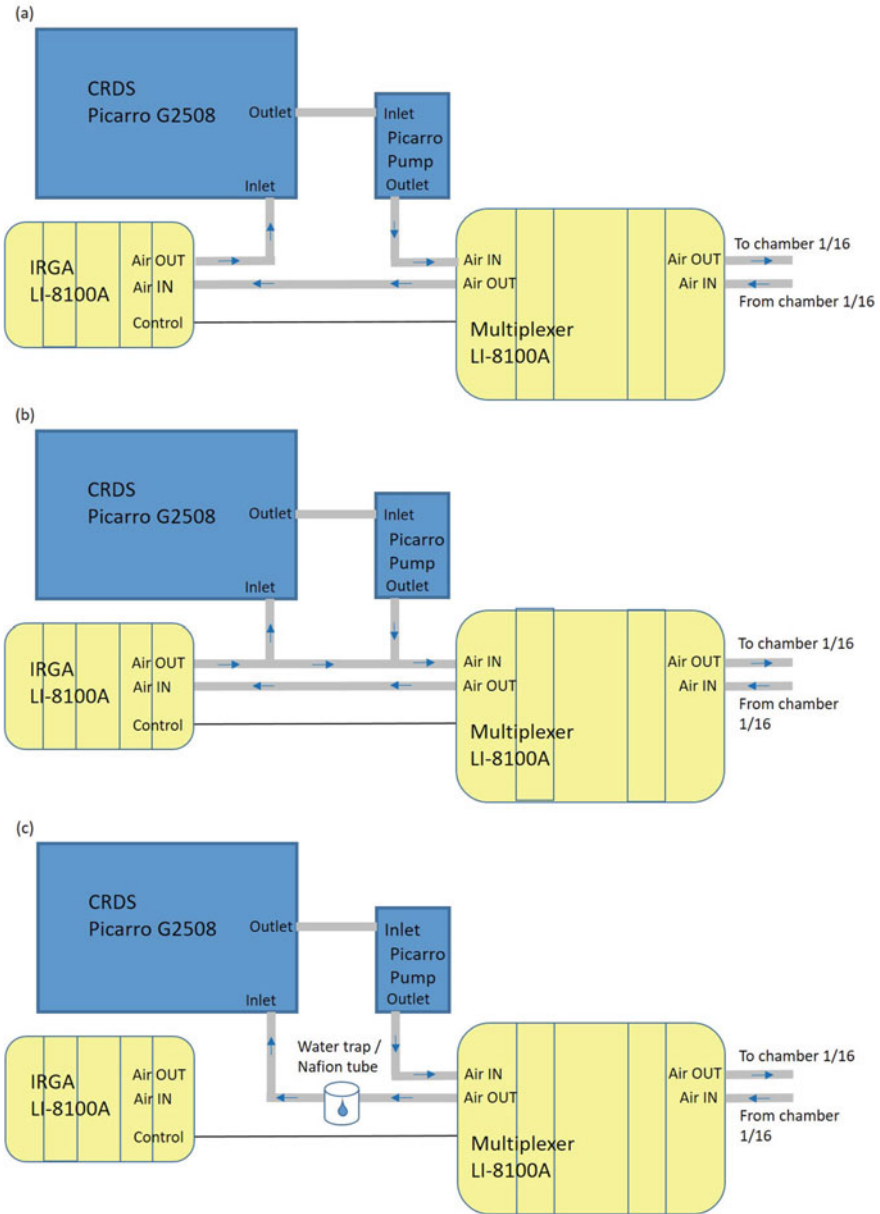 (a)
CRDS
Picarro G2508
Outlet
Inlet
Inlet
Picarro
Pump
Outlet
IRGA
LI-8100A
Air OUT
Air IN
Control
Air IN
Air OUT
Multiplexer
LI-8100A
Air OUT
Air IN
To chamber 1/16
From chamber 1/16
(b)
CRDS
Picarro G2508
Outlet
Inlet
Inlet
Picarro
Pump
Outlet
IRGA
LI-8100A
Air OUT
Air IN
Control
Air IN
Air OUT
Multiplexer
LI-8100A
Air OUT
Air IN
To chamber 1/16
From chamber
1/16
(c)
CRDS
Picarro G2508
Outlet
Inlet
Inlet
Picarro
Pump
Outlet
Water trap /
Nafion tube
IRGA
LI-8100A
Air OUT
Air IN
Control
Air IN
Air OUT
Multiplexer
LI-8100A
Air OUT
Air IN
To chamber 1/16
From chamber
1/16